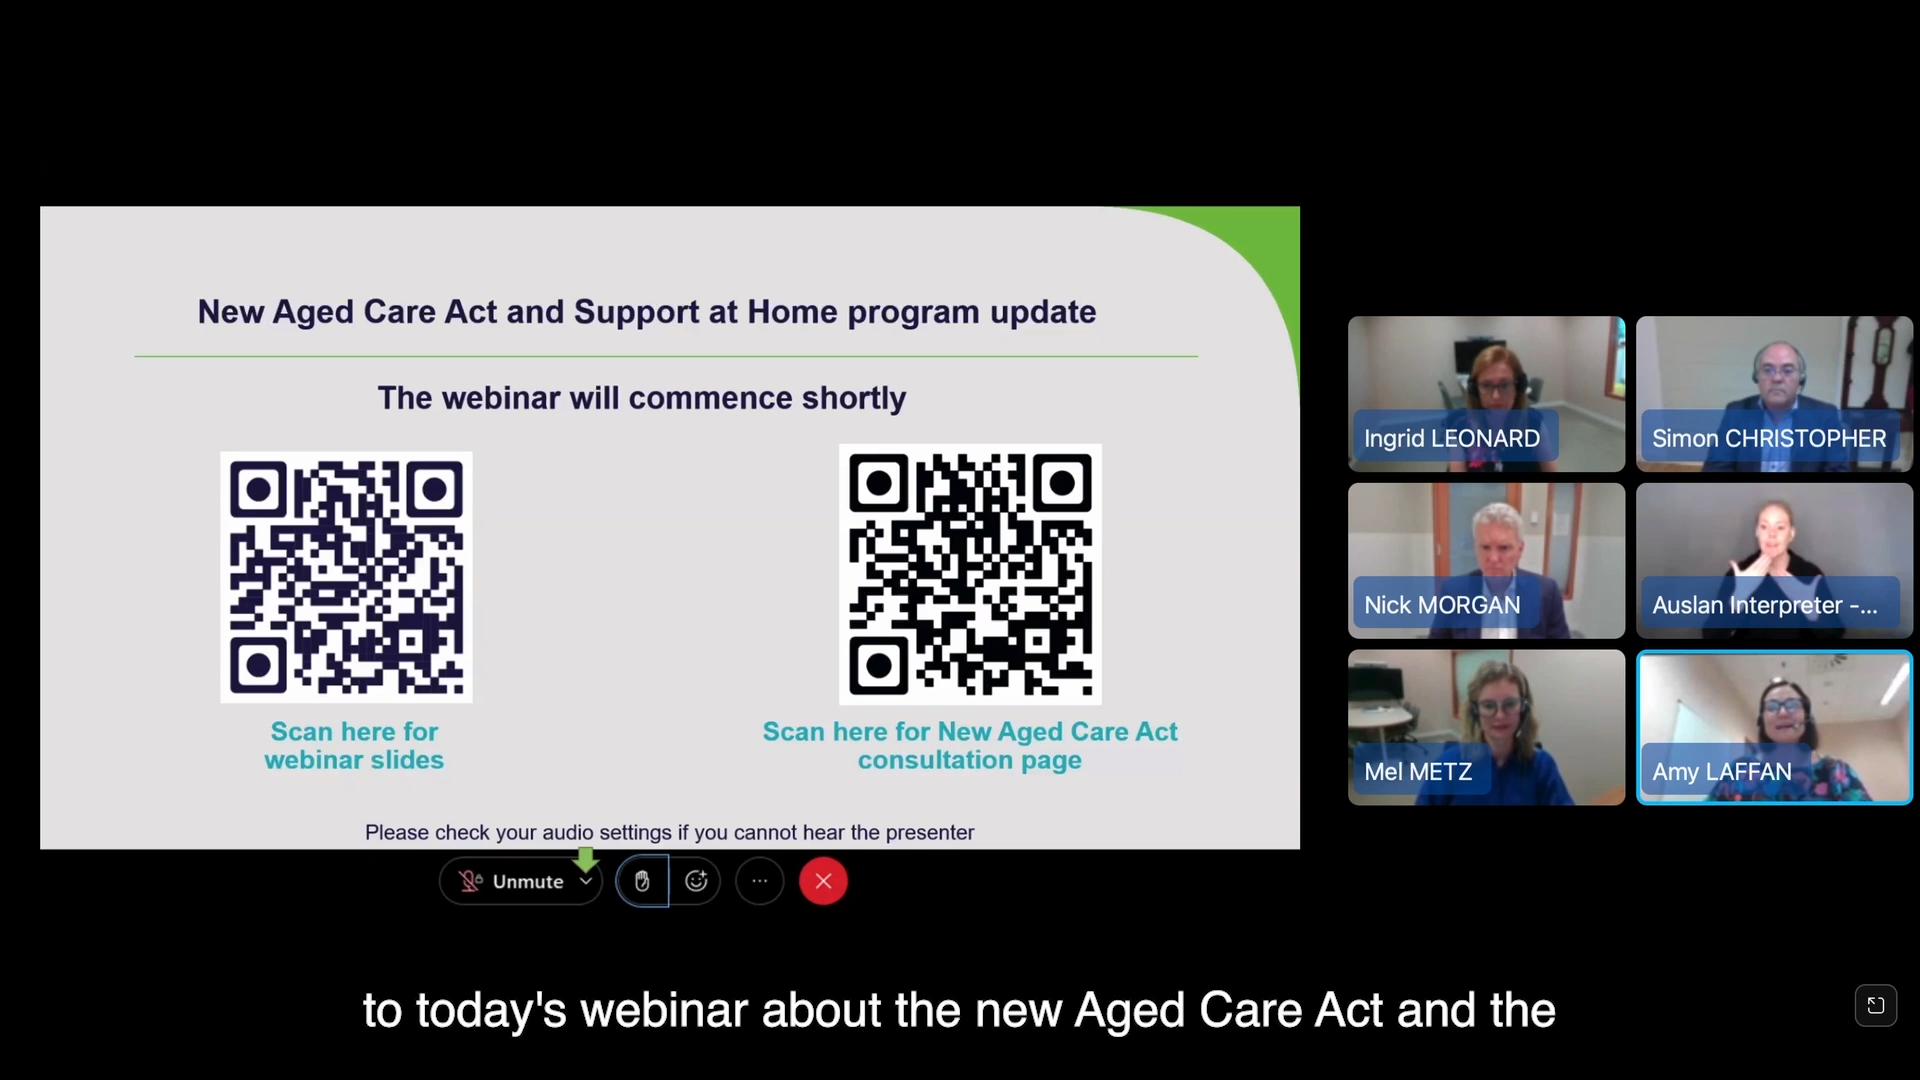 New Aged Care Act and Support at Home program update
The webinar will commence shortly
Scan here for
webinar slides
Scan here for New Aged Care Act
consultation page
Please check your audio settings if you cannot hear the presenter
Unmute
Ingrid LEONARD
Simon CHRISTOPHER
Nick MORGAN
Auslan Interpreter -...
Mel METZ
Amy LAFFAN
to today's webinar about the new Aged Care Act and the